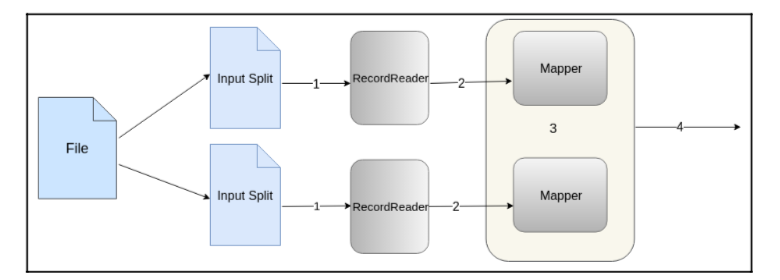 File
Input Split
1
RecordReader
2
Mapper
3
4
Input Split
1
RecordReader
2
Mapper